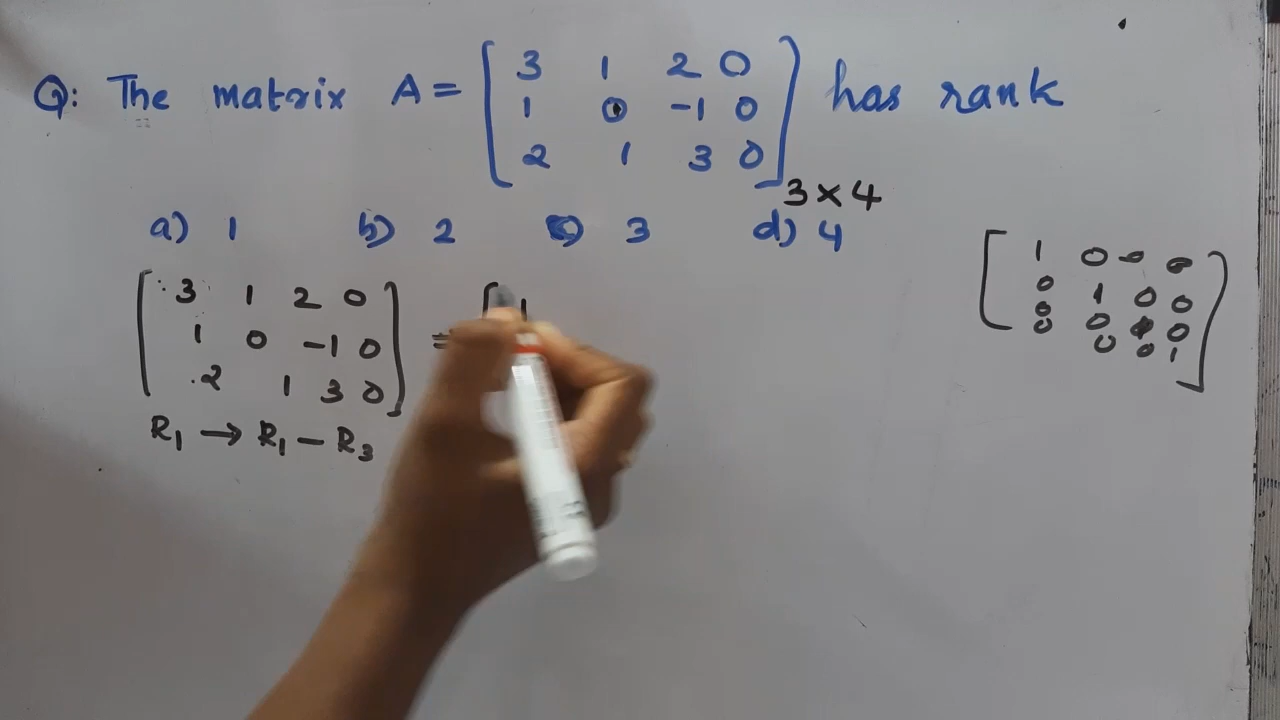 Q: The matrix A = [ 3 1 2 0 has rank
1 0 -1 0
2 1 3 0 ] 3 × 4
a) 1 b) 2 c) 3 d) 4
[ 3 1 2 0
1 0 -1 0
2 1 3 0 ] = [ 1
R1 → R1 - R3
[ 1 0 0 0
0 1 0 0
0 0 0
0 0 0 1 ]